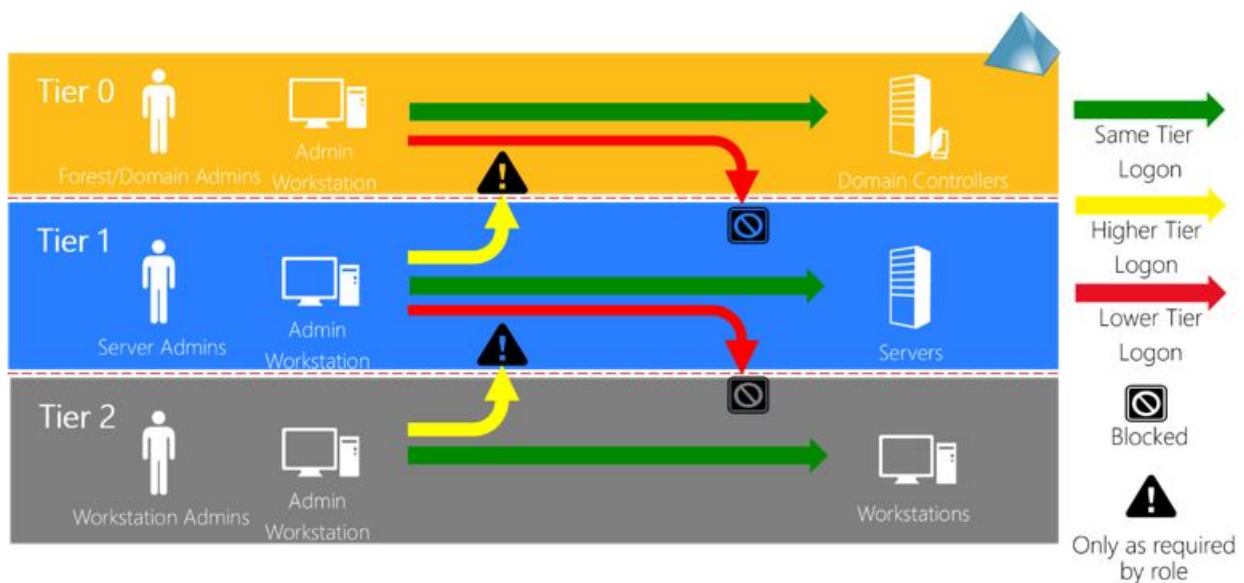 Tier 0
Forest/Domain Admins
Admin
Workstation
Domain Controllers
Tier 1
Server Admins
Admin
Workstation
Servers
Tier 2
Workstation Admins
Admin
Workstation
Workstations
Same Tier
Logon
Higher Tier
Logon
Lower Tier
Logon
Blocked
Only as required
by role